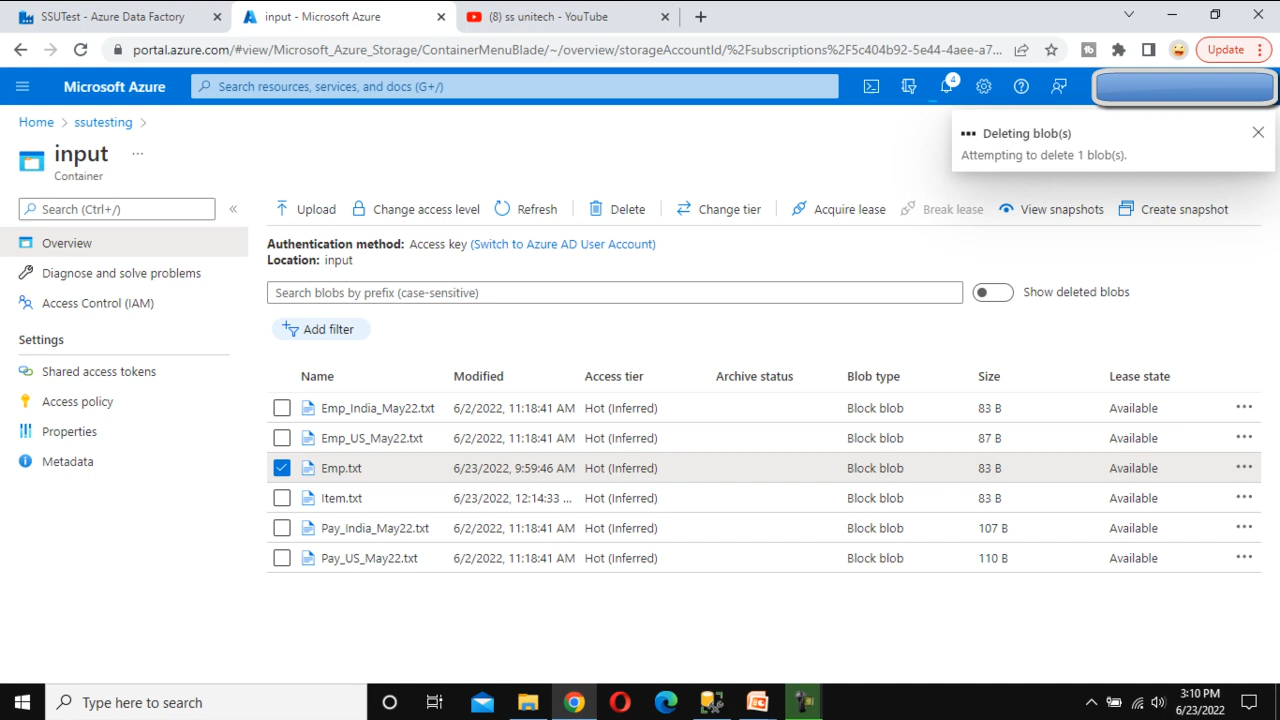 SSUTest - Azure Data Factory
input - Microsoft Azure
(8) ss unitech - YouTube
portal.azure.com/#view/Microsoft_Azure_Storage/ContainerMenuBlade/~/overview/storageAccountId/%2Fsubscriptions%2F5c404b92-5e44-4aee-a7...
Update
Microsoft Azure
Search resources, services, and docs (G+/)
4
Home
ssutesting
Deleting blob(s)
Attempting to delete 1 blob(s).
input
...
Container
Search (Ctrl+/)
Upload
Change access level
Refresh
Delete
Change tier
Acquire lease
Break lease
View snapshots
Create snapshot
Overview
Diagnose and solve problems
Access Control (IAM)
Settings
Shared access tokens
Access policy
Properties
Metadata
Authentication method: Access key (Switch to Azure AD User Account)
Location: input
Search blobs by prefix (case-sensitive)
Show deleted blobs
Add filter
Name Modified Access tier Archive status Blob type Size Lease state
Emp_India_May22.txt 6/2/2022, 11:18:41 AM Hot (Inferred) Block blob 83 B Available
Emp_US_May22.txt 6/2/2022, 11:18:41 AM Hot (Inferred) Block blob 87 B Available
Emp.txt 6/23/2022, 9:59:46 AM Hot (Inferred) Block blob 83 B Available
Item.txt 6/23/2022, 12:14:33 ... Hot (Inferred) Block blob 83 B Available
Pay_India_May22.txt 6/2/2022, 11:18:41 AM Hot (Inferred) Block blob 107 B Available
Pay_US_May22.txt 6/2/2022, 11:18:41 AM Hot (Inferred) Block blob 110 B Available
Type here to search
3:10 PM
6/23/2022